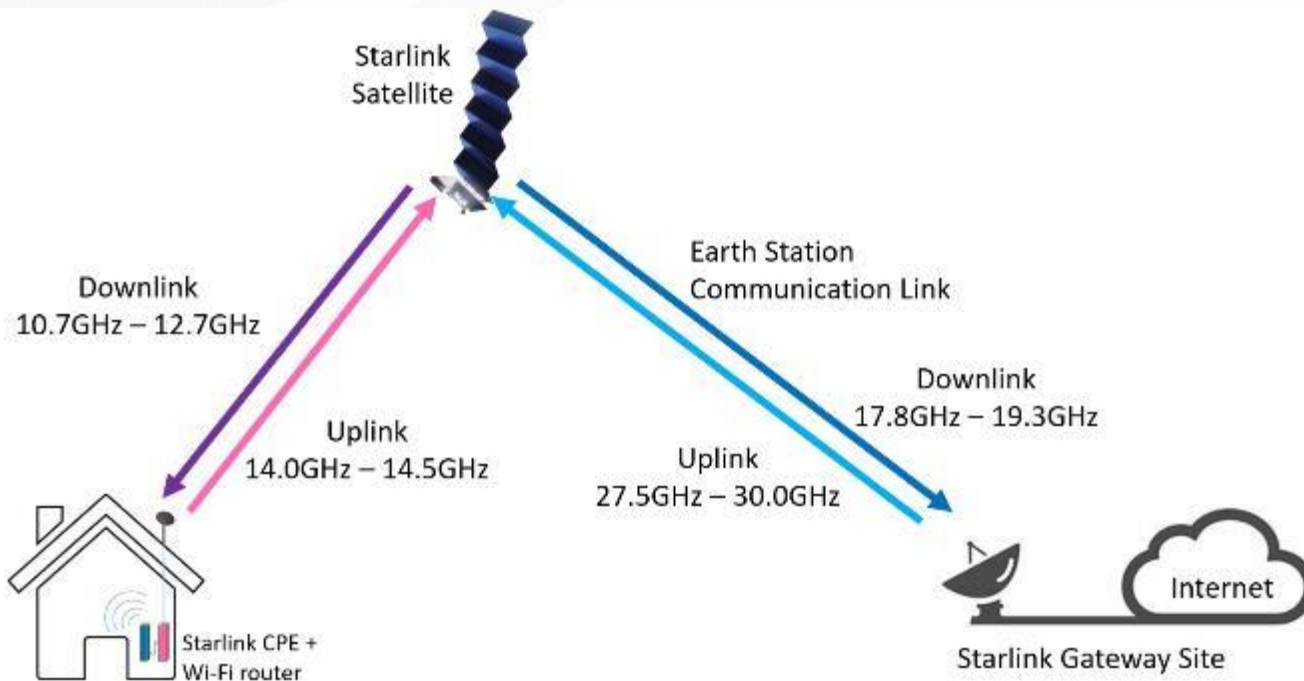 Starlink
Satellite
Earth Station
Communication Link
Downlink
10.7GHz – 12.7GHz
Downlink
17.8GHz – 19.3GHz
Uplink
14.0GHz – 14.5GHz
Uplink
27.5GHz – 30.0GHz
Internet
Starlink CPE +
Wi-Fi router
Starlink Gateway Site